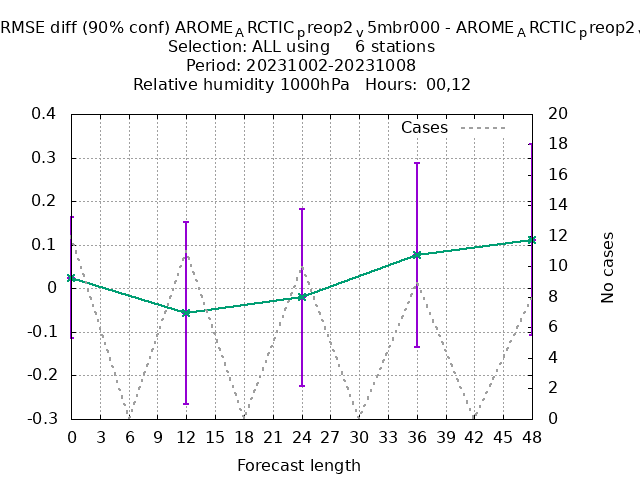 RMSE diff (90% conf) AROME_ARCTIC_preop2_v5mbr000 - AROME_ARCTIC_preop2
Selection: ALL using 6 stations
Period: 20231002-20231008
Relative humidity 1000hPa Hours: 00,12
Cases
0.4
0.3
0.2
0.1
0
-0.1
-0.2
-0.3
20
18
16
14
12
10
8
6
4
2
0
No cases
0 3 6 9 12 15 18 21 24 27 30 33 36 39 42 45 48
Forecast length